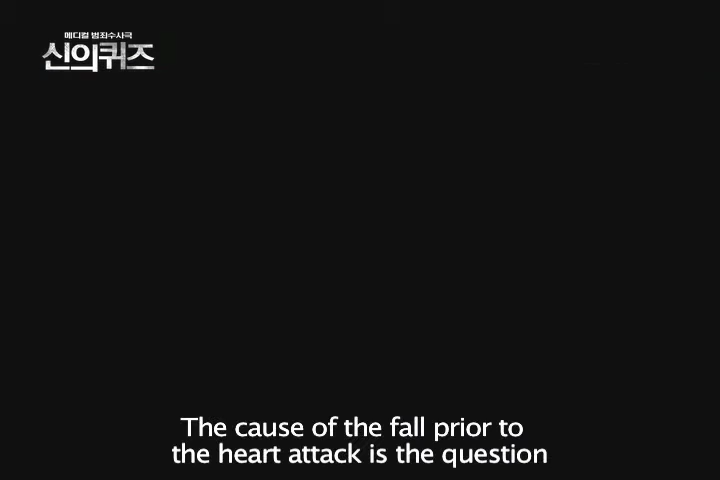 메디컬 범죄수사극
신의퀴즈
The cause of the fall prior to
the heart attack is the question